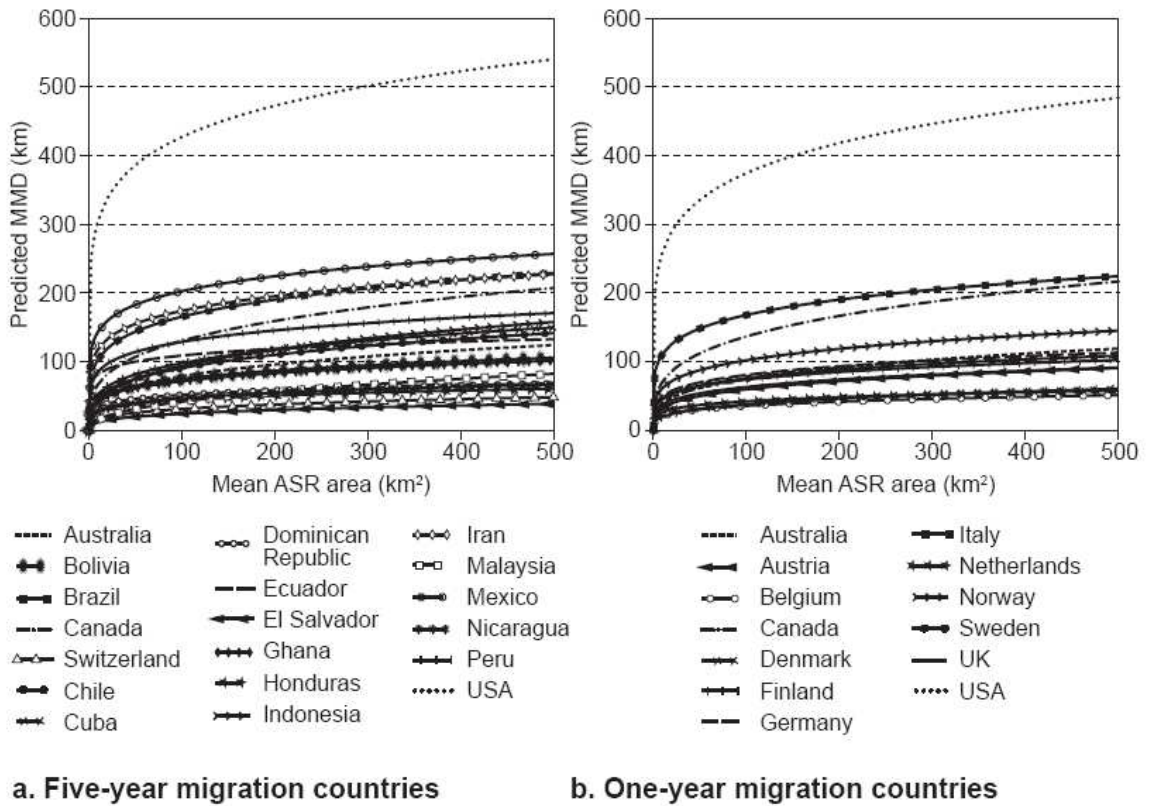 600
500
400
300
200
100
0
Predicted MMD (km)
0 100 200 300 400 500
Mean ASR area (km²)
600
500
400
300
200
100
0
Predicted MMD (km)
0 100 200 300 400 500
Mean ASR area (km²)
Australia
Bolivia
Brazil
Canada
Switzerland
Chile
Cuba
Dominican
Republic
Ecuador
El Salvador
Ghana
Honduras
Indonesia
Iran
Malaysia
Mexico
Nicaragua
Peru
USA
Australia
Austria
Belgium
Canada
Denmark
Finland
Germany
Italy
Netherlands
Norway
Sweden
UK
USA
a. Five-year migration countries
b. One-year migration countries